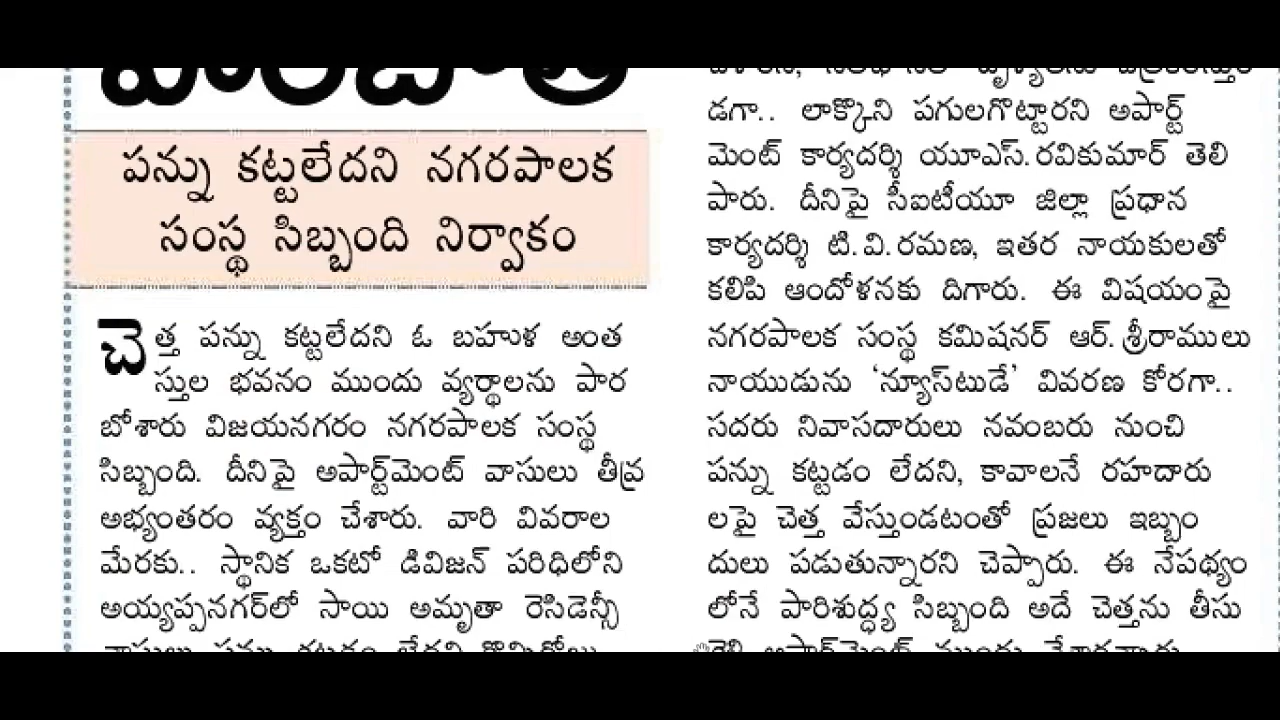 పన్ను కట్టలేదని నగరపాలక
సంస్థ సిబ్బంది నిర్వాకం
చెత్త పన్ను కట్టలేదని ఓ బహుళ అంత
స్తుల భవనం ముందు వ్యర్థాలను పార
బోశారు విజయనగరం నగరపాలక సంస్థ
సిబ్బంది. దీనిపై అపార్ట్‌మెంట్ వాసులు తీవ్ర
అభ్యంతరం వ్యక్తం చేశారు. వారి వివరాల
మేరకు.. స్థానిక ఒకటో డివిజన్ పరిధిలోని
అయ్యప్పనగర్‌లో సాయి అమృతా రెసిడెన్సీ
డగా.. లాక్కొని పగులగొట్టారని అపార్ట్
మెంట్ కార్యదర్శి యూఎస్.రవికుమార్ తెలి
పారు. దీనిపై సీఐటీయూ జిల్లా ప్రధాన
కార్యదర్శి టి.వి.రమణ, ఇతర నాయకులతో
కలిపి ఆందోళనకు దిగారు. ఈ విషయంపై
నగరపాలక సంస్థ కమిషనర్ ఆర్.శ్రీరాములు
నాయుడును ‘న్యూస్‌టుడే’ వివరణ కోరగా..
సదరు నివాసదారులు నవంబరు నుంచి
పన్ను కట్టడం లేదని, కావాలనే రహదారు
లపై చెత్త వేస్తుండటంతో ప్రజలు ఇబ్బం
దులు పడుతున్నారని చెప్పారు. ఈ నేపథ్యం
లోనే పారిశుద్ధ్య సిబ్బంది అదే చెత్తను తీసు